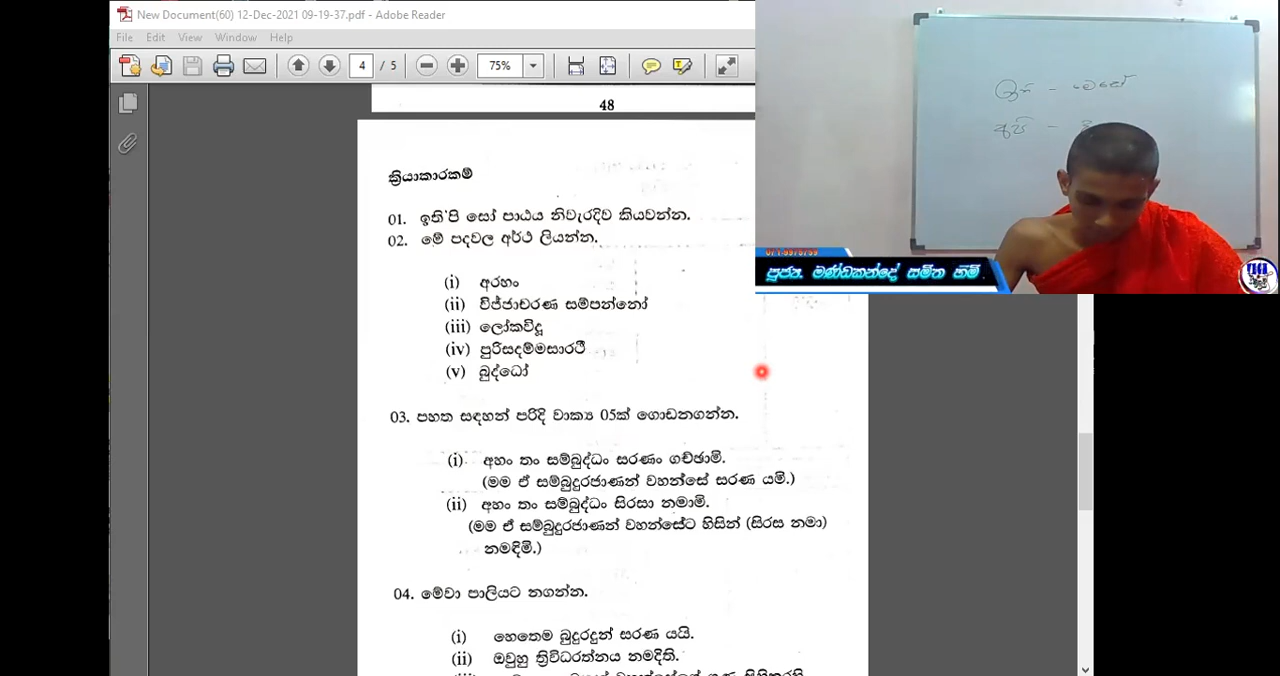 New Document(60) 12-Dec-2021 09-19-37.pdf - Adobe Reader
File Edit View Window Help
4 / 5 75%
48
ක්‍රියාකාරකම්
01. ඉති'පි සෝ පාඨය නිවැරදිව කියවන්න.
02. මේ පදවල අර්ථ ලියන්න.
(i) අරහං
(ii) විජ්ජාචරණ සම්පන්නෝ
(iii) ලෝකවිදූ
(iv) පුරිසදම්මසාරථී
(v) බුද්ධෝ
03. පහත සඳහන් පරිදි වාක්‍ය 05ක් ගොඩනගන්න.
(i) අහං තං සම්බුද්ධං සරණං ගච්ඡාමි.
(මම ඒ සම්බුදුරජාණන් වහන්සේ සරණ යමි.)
(ii) අහං තං සම්බුද්ධං සිරසා නමාමි.
(මම ඒ සම්බුදුරජාණන් වහන්සේට හිසින් (සිරස නමා)
නමඳිමි.)
04. මේවා පාලියට නගන්න.
(i) හෙතෙම බුදුරදුන් සරණ යයි.
(ii) ඔවුහු ත්‍රිවිධරත්නය නමදිති.
071-9975759
පූජ්‍ය මණ්ඩකන්දේ සමිත හිමි